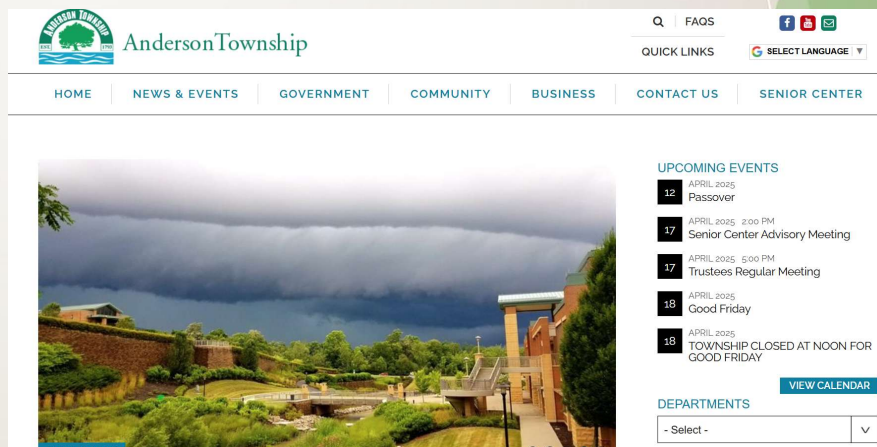 ANDERSON TOWNSHIP
EST. 1793
AndersonTownship
FAQS
QUICK LINKS
SELECT LANGUAGE ▼
HOME
NEWS & EVENTS
GOVERNMENT
COMMUNITY
BUSINESS
CONTACT US
SENIOR CENTER
UPCOMING EVENTS
12
APRIL 2025
Passover
17
APRIL 2025 2:00 PM
Senior Center Advisory Meeting
17
APRIL 2025 5:00 PM
Trustees Regular Meeting
18
APRIL 2025
Good Friday
18
APRIL 2025
TOWNSHIP CLOSED AT NOON FOR
GOOD FRIDAY
VIEW CALENDAR
DEPARTMENTS
- Select -